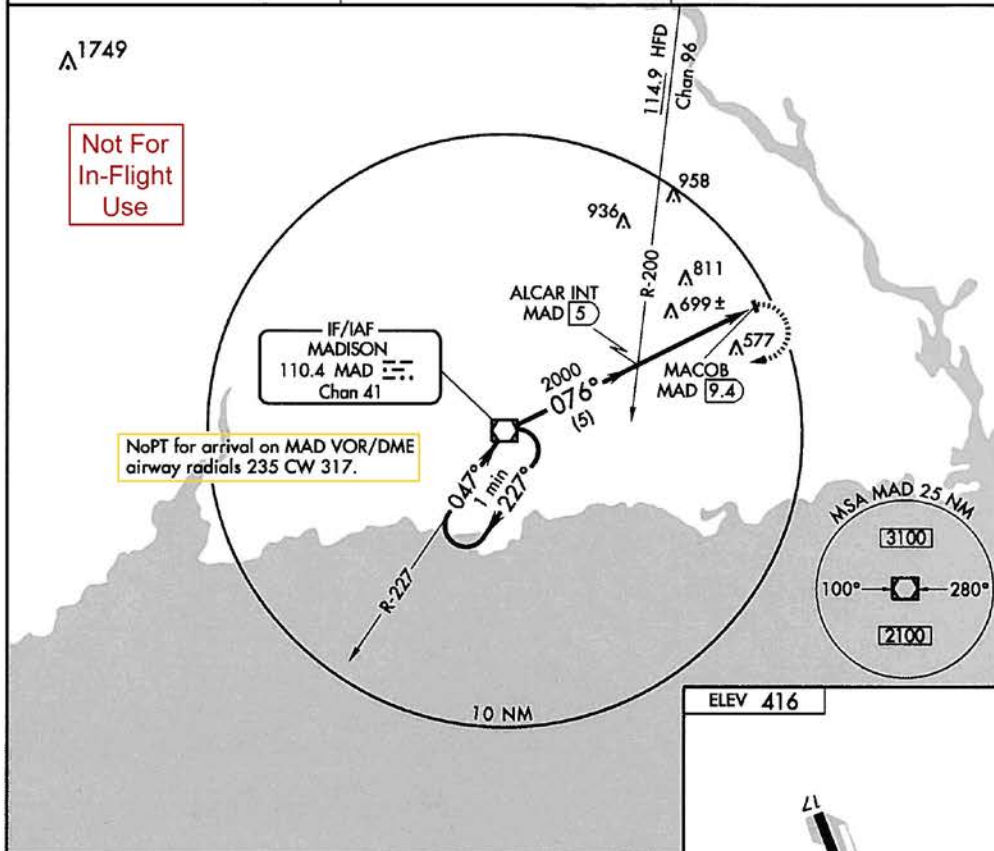 1749
Not For
In-Flight
Use
114.9 HFD
Chan 96
958
936
R-200
811
ALCAR INT
MAD 5
699 ±
577
IF/IAF
MADISON
110.4 MAD
Chan 41
2000
076°
(5)
MACOB
MAD 9.4
NoPT for arrival on MAD VOR/DME
airway radials 235 CW 317.
047°
1 min
227°
R-227
MSA MAD 25 NM
3100
100°
280°
2100
10 NM
ELEV 416
17